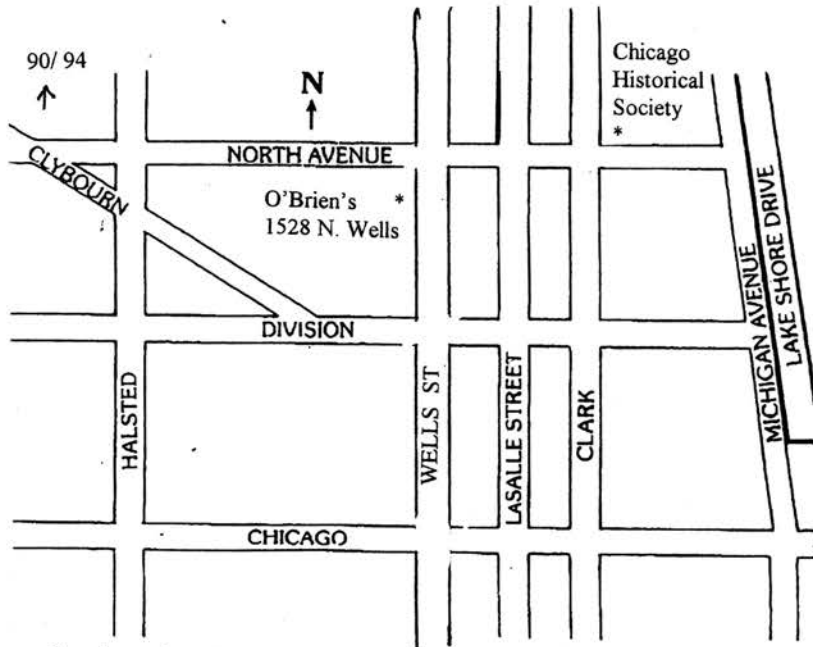 90/ 94
N
Chicago
Historical
Society
*
CLYBOURN
NORTH AVENUE
O'Brien's *
1528 N. Wells
DIVISION
HALSTED
WELLS ST
LASALLE STREET
CLARK
MICHIGAN AVENUE
LAKE SHORE DRIVE
CHICAGO